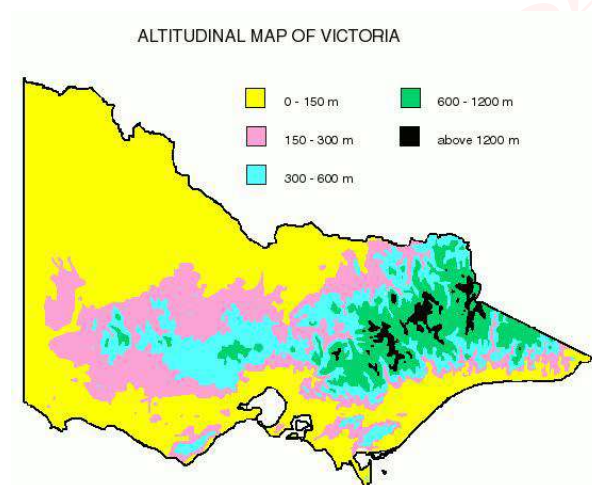 ALTITUDINAL MAP OF VICTORIA
0 - 150 m
600 - 1200 m
150 - 300 m
above 1200 m
300 - 600 m